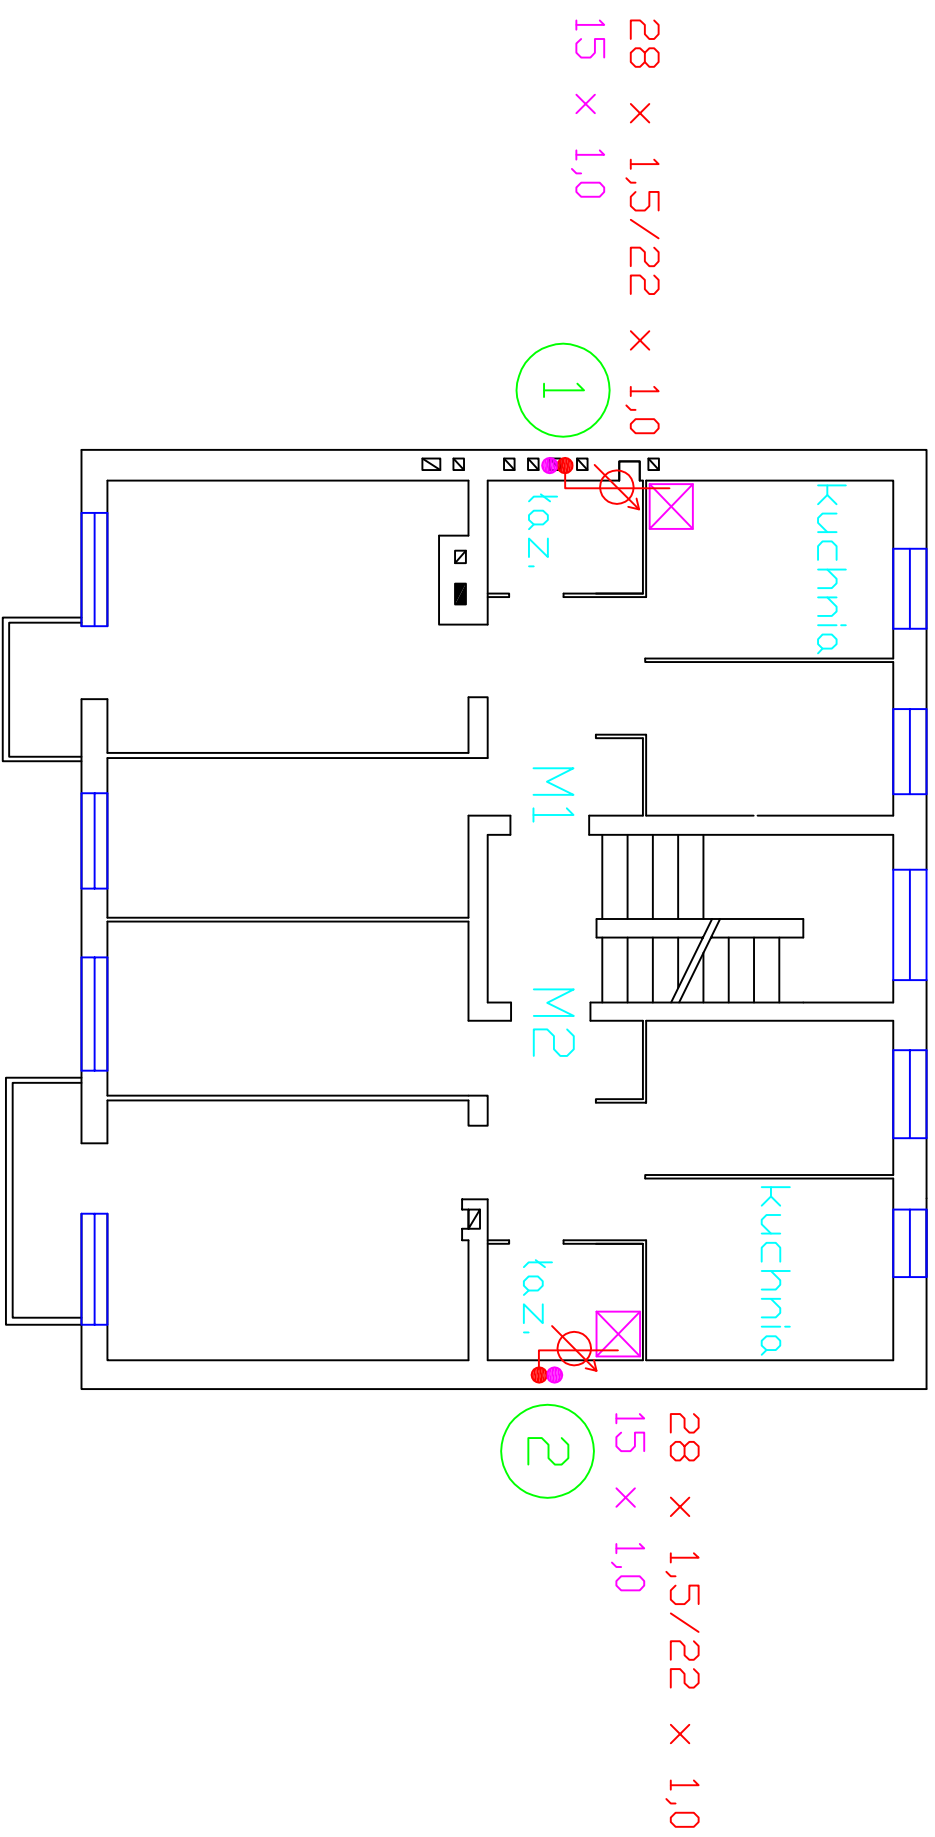 28 × 1,5/22 × 1,0
15 × 1,0
1
kuchnia
łaz.
M1
M2
kuchnia
łaz.
2
28 × 1,5/22 × 1,0
15 × 1,0